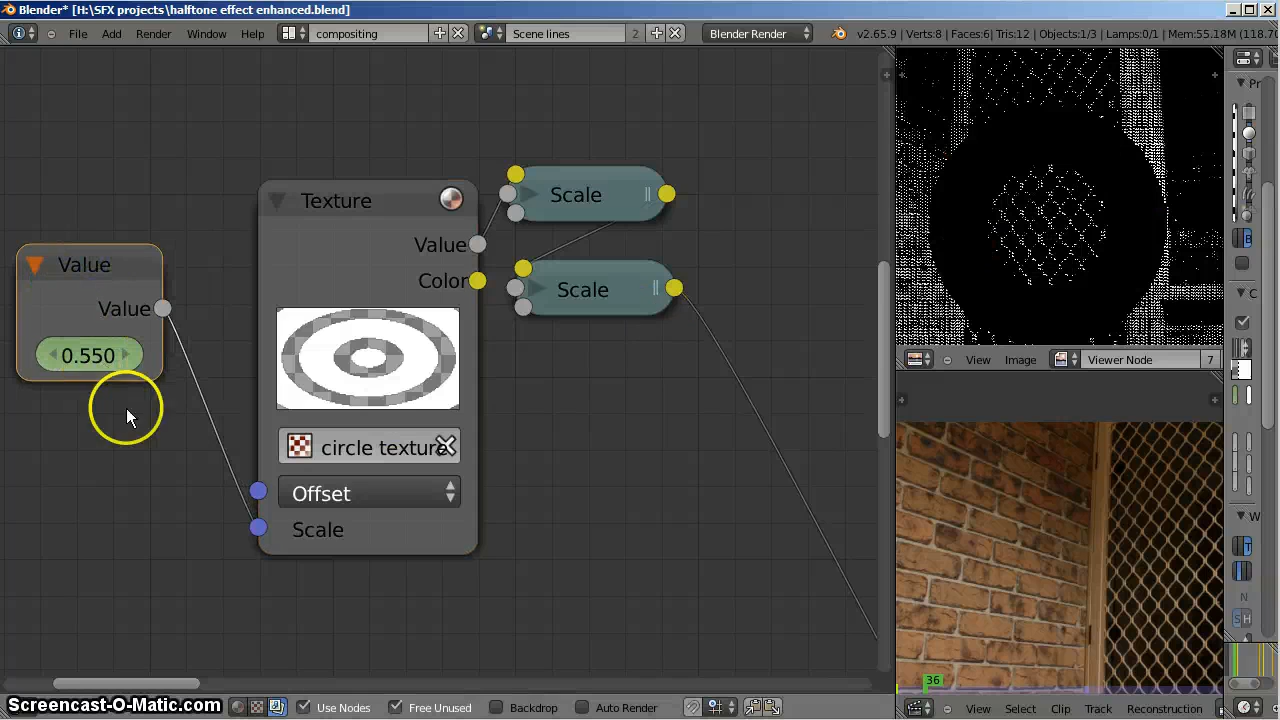 Blender* [H:\SFX projects\halftone effect enhanced.blend]
File Add Render Window Help compositing Scene lines 2 Blender Render v2.65.9 | Verts:8 | Faces:6 | Tris:12 | Objects:1/3 | Lamps:0/1 | Mem:55.18M (118.70
Pr
Scale
Texture
Value
Color
Value
Value
0.550
Scale
circle texture
Offset
Scale
B
C
View Image Viewer Node 7
W
T
N
S H
36
Screencast-O-Matic.com
Use Nodes Free Unused Backdrop Auto Render View Select Clip Track Reconstruction